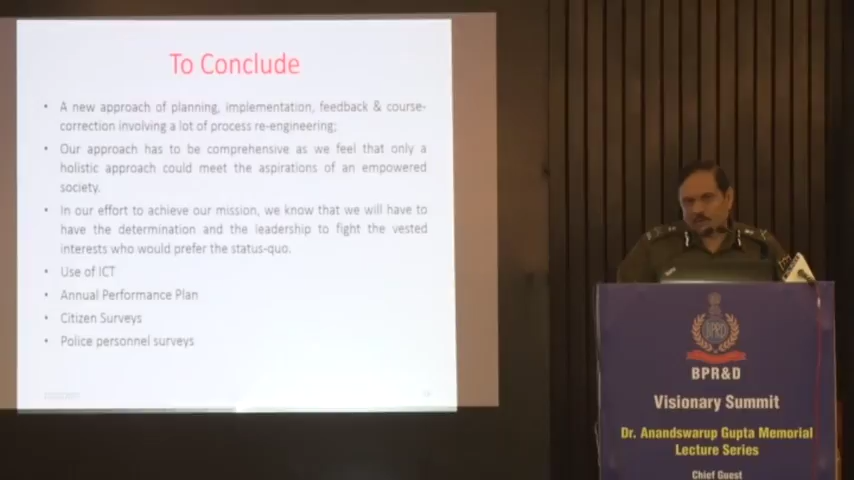 To Conclude
• A new approach of planning, implementation, feedback & course-
correction involving a lot of process re-engineering;
• Our approach has to be comprehensive as we feel that only a
holistic approach could meet the aspirations of an empowered
society.
• In our effort to achieve our mission, we know that we will have to
have the determination and the leadership to fight the vested
interests who would prefer the status-quo.
• Use of ICT
• Annual Performance Plan
• Citizen Surveys
• Police personnel surveys
BPR&D
BPR&D
Visionary Summit
Dr. Anandswarup Gupta Memorial
Lecture Series
Chief Guest